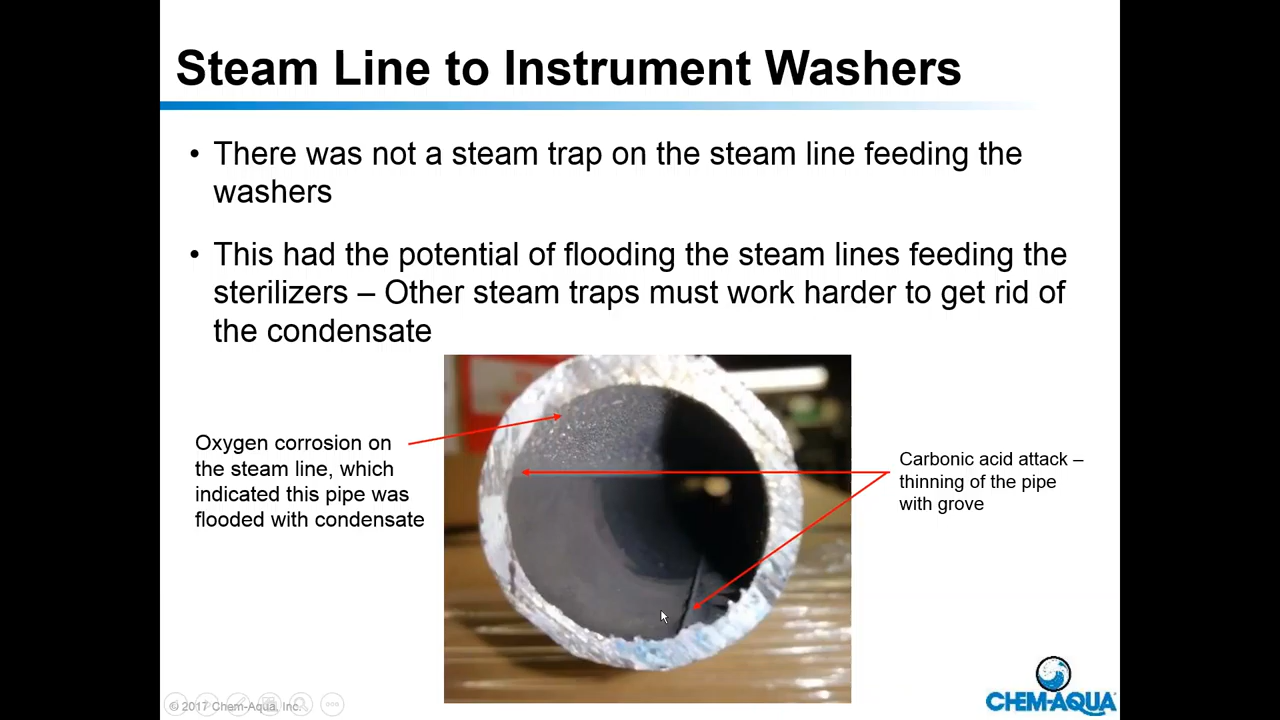 Steam Line to Instrument Washers
• There was not a steam trap on the steam line feeding the
washers
• This had the potential of flooding the steam lines feeding the
sterilizers – Other steam traps must work harder to get rid of
the condensate
Oxygen corrosion on
the steam line, which
indicated this pipe was
flooded with condensate
Carbonic acid attack –
thinning of the pipe
with grove
© 2017 Chem-Aqua, Inc.
CHEM-AQUA